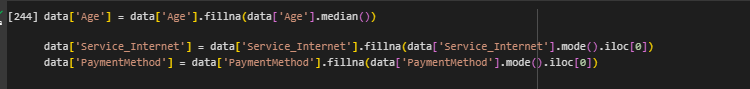 [244] data['Age'] = data['Age'].fillna(data['Age'].median())
data['Service_Internet'] = data['Service_Internet'].fillna(data['Service_Internet'].mode().iloc[0])
data['PaymentMethod'] = data['PaymentMethod'].fillna(data['PaymentMethod'].mode().iloc[0])